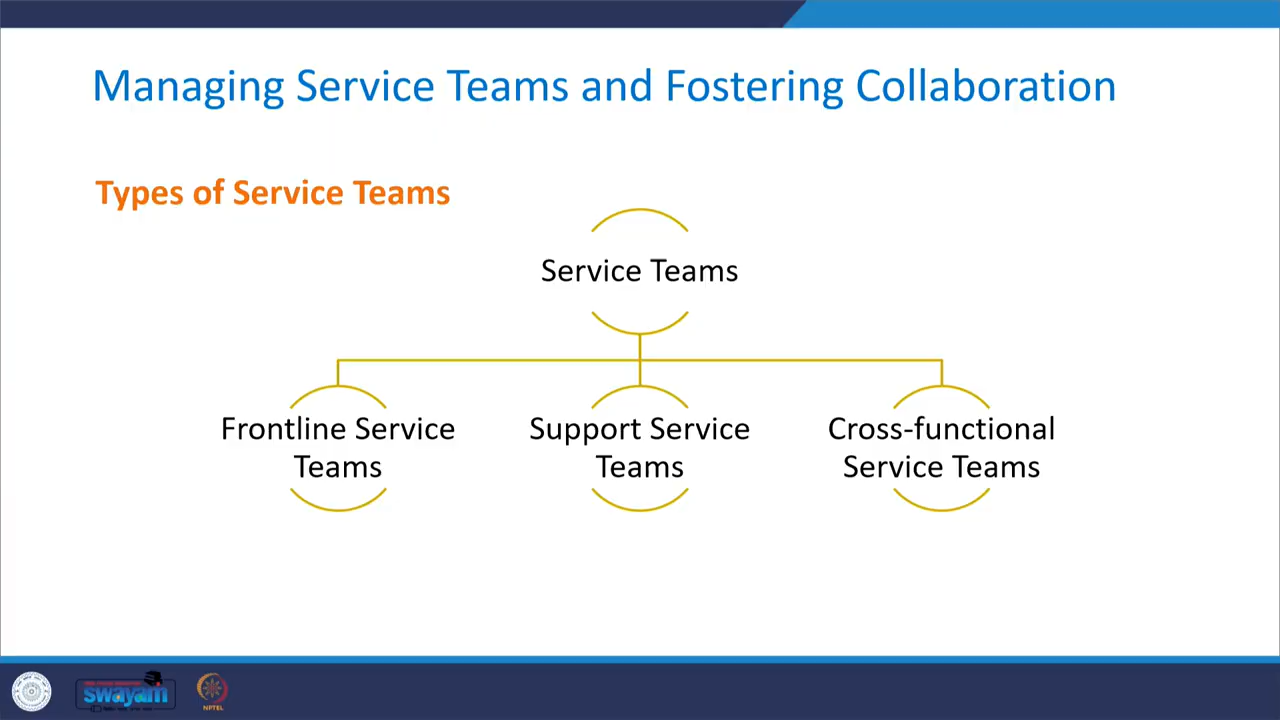 Managing Service Teams and Fostering Collaboration
Types of Service Teams
Service Teams
Frontline Service
Teams
Support Service
Teams
Cross-functional
Service Teams
swayam
NPTEL